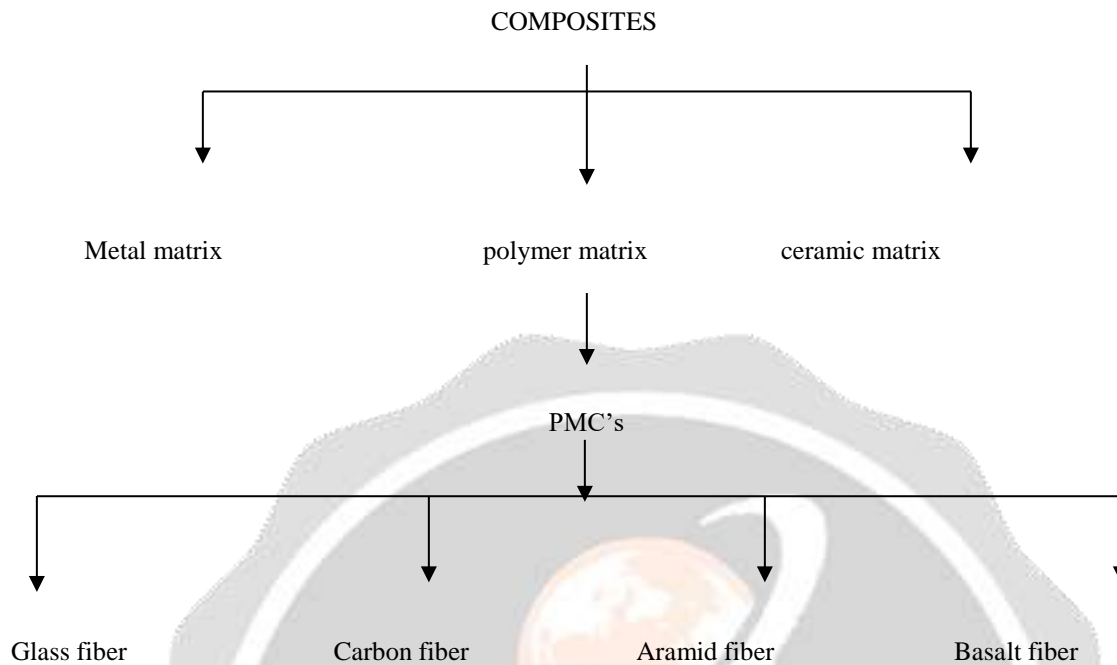 COMPOSITES
Metal matrix polymer matrix ceramic matrix
PMC’s
Glass fiber Carbon fiber Aramid fiber Basalt fiber